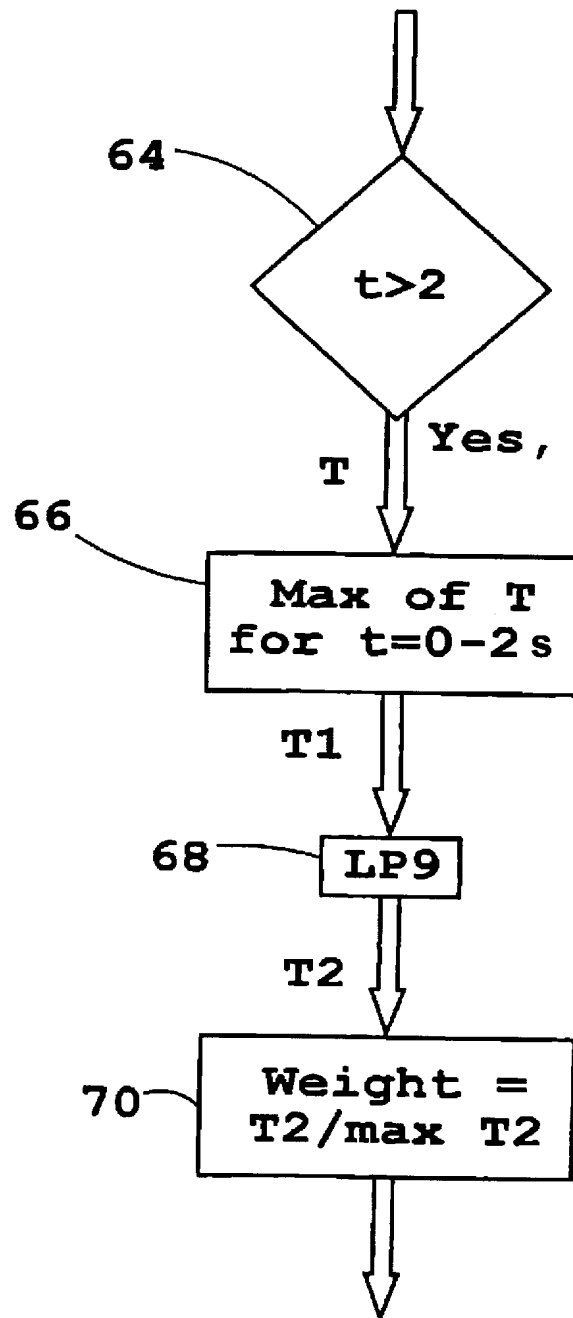 64
t>2
Yes,
T
66
Max of T
for t=0-2s
T1
68
LP9
T2
70
Weight =
T2/max T2